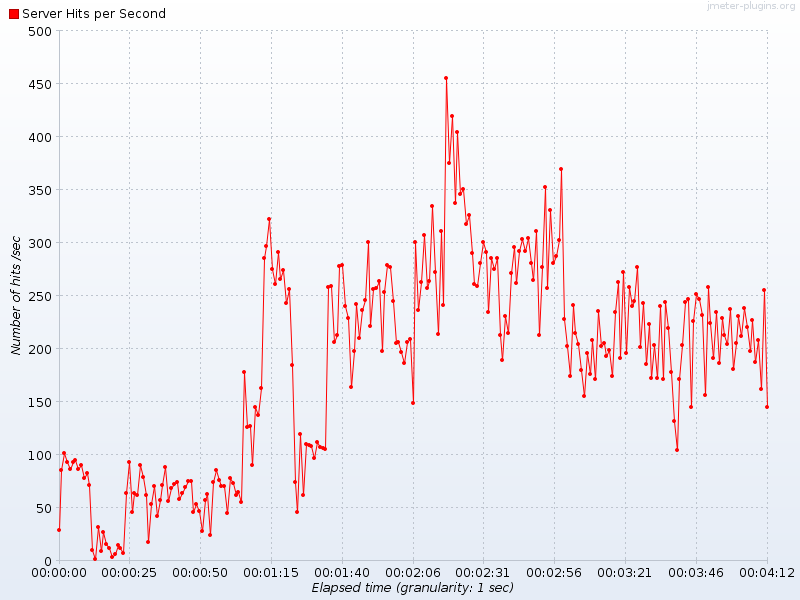 jmeter-plugins.org
Server Hits per Second
500
450
400
350
300
250
200
150
100
50
0
Number of hits /sec
00:00:00 00:00:25 00:00:50 00:01:15 00:01:40 00:02:06 00:02:31 00:02:56 00:03:21 00:03:46 00:04:12
Elapsed time (granularity: 1 sec)